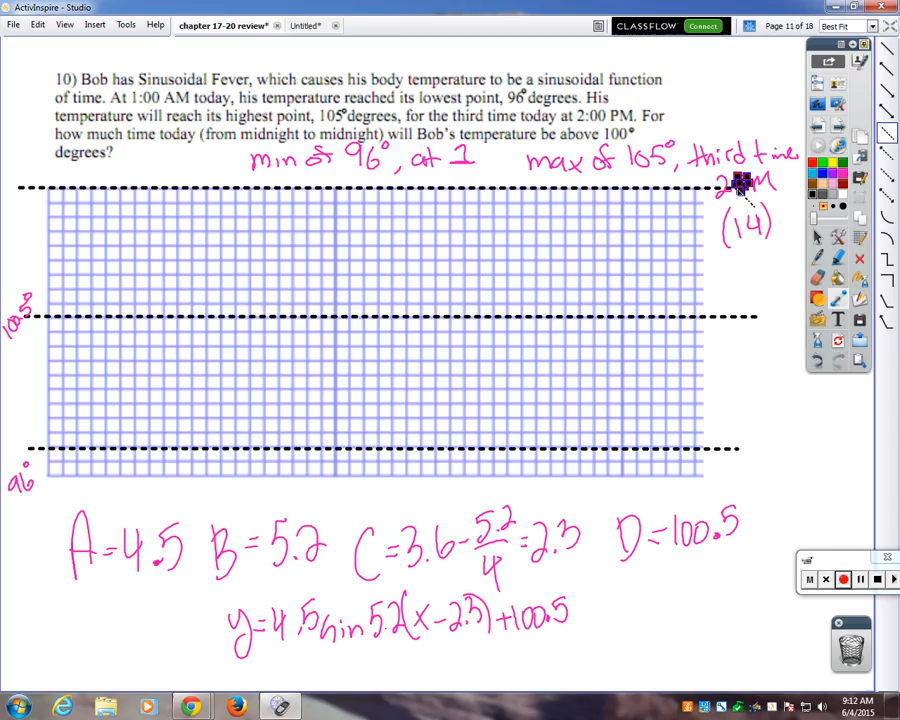 ActivInspire - Studio
File Edit View Insert Tools Help
chapter 17-20 review* × Untitled* ×
CLASSFLOW Connect
Page 11 of 18
Best Fit
10) Bob has Sinusoidal Fever, which causes his body temperature to be a sinusoidal function
of time. At 1:00 AM today, his temperature reached its lowest point, 96° degrees. His
temperature will reach its highest point, 105° degrees, for the third time today at 2:00 PM. For
how much time today (from midnight to midnight) will Bob's temperature be above 100°
degrees?
min of 96°, at 1
max of 105°, third time
(14)
100.5°
96°
A=4.5 B=5.2 C=3.6-5.2/4=2.3 D=100.5
y=4.5sin5.2(x-2.3)+100.5
M
9:12 AM
6/4/2015